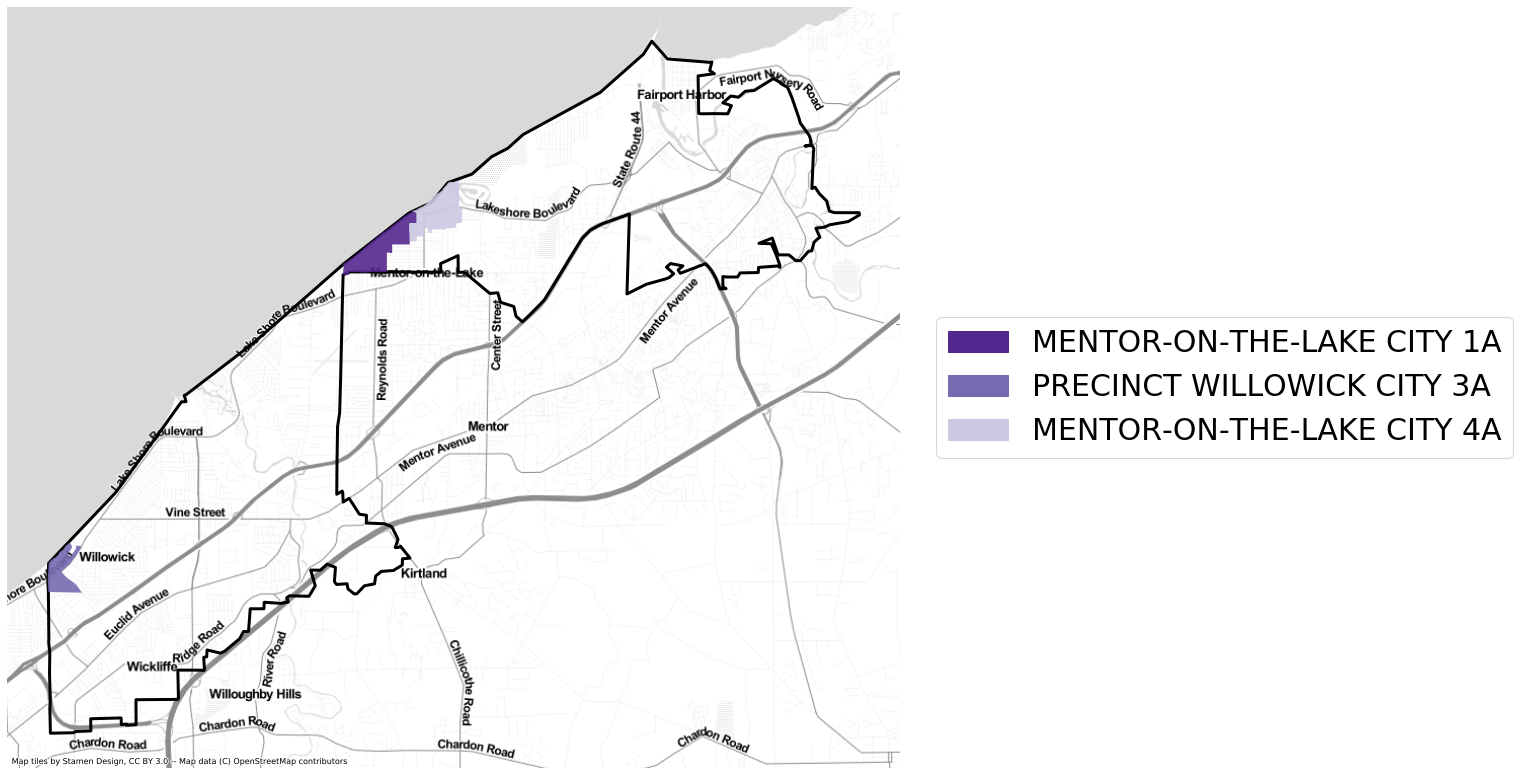 Fairport Nursery Road
Fairport Harbor
State Route 44
Lakeshore Boulevard
Mentor-on-the-Lake
Lake Shore Boulevard
Mentor Avenue
Reynolds Road
Center Street
MENTOR-ON-THE-LAKE CITY 1A
PRECINCT WILLOWICK CITY 3A
MENTOR-ON-THE-LAKE CITY 4A
Mentor
Lake Shore Boulevard
Mentor Avenue
Vine Street
Willowick
hore Boulevard
Kirtland
Euclid Avenue
Ridge Road
River Road
Wickliffe
Chillicothe Road
Willoughby Hills
Chardon Road
Chardon Road
Chardon Road
Chardon Road
Map tiles by Stamen Design, CC BY 3.0 -- Map data (C) OpenStreetMap contributors